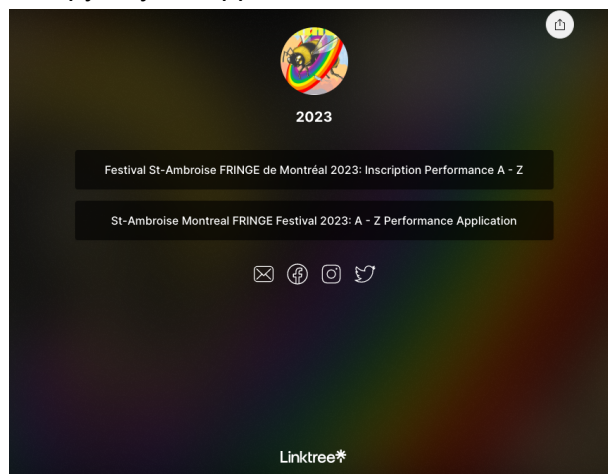 2023
Festival St-Ambroise FRINGE de Montréal 2023: Inscription Performance A - Z
St-Ambroise Montreal FRINGE Festival 2023: A - Z Performance Application
Linktree*